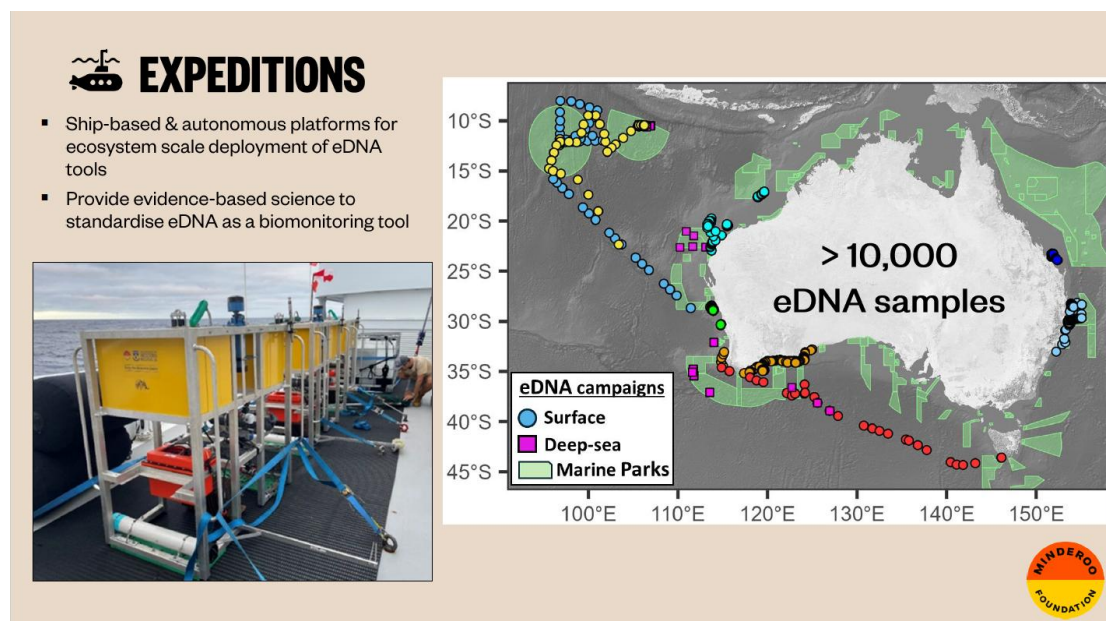 EXPEDITIONS
▪ Ship-based & autonomous platforms for
ecosystem scale deployment of eDNA
tools
▪ Provide evidence-based science to
standardise eDNA as a biomonitoring tool
10°S
15°S
20°S
25°S
30°S
35°S
40°S
45°S
> 10,000
eDNA samples
eDNA campaigns
Surface
Deep-sea
Marine Parks
100°E 110°E 120°E 130°E 140°E 150°E
MINDEROO
FOUNDATION